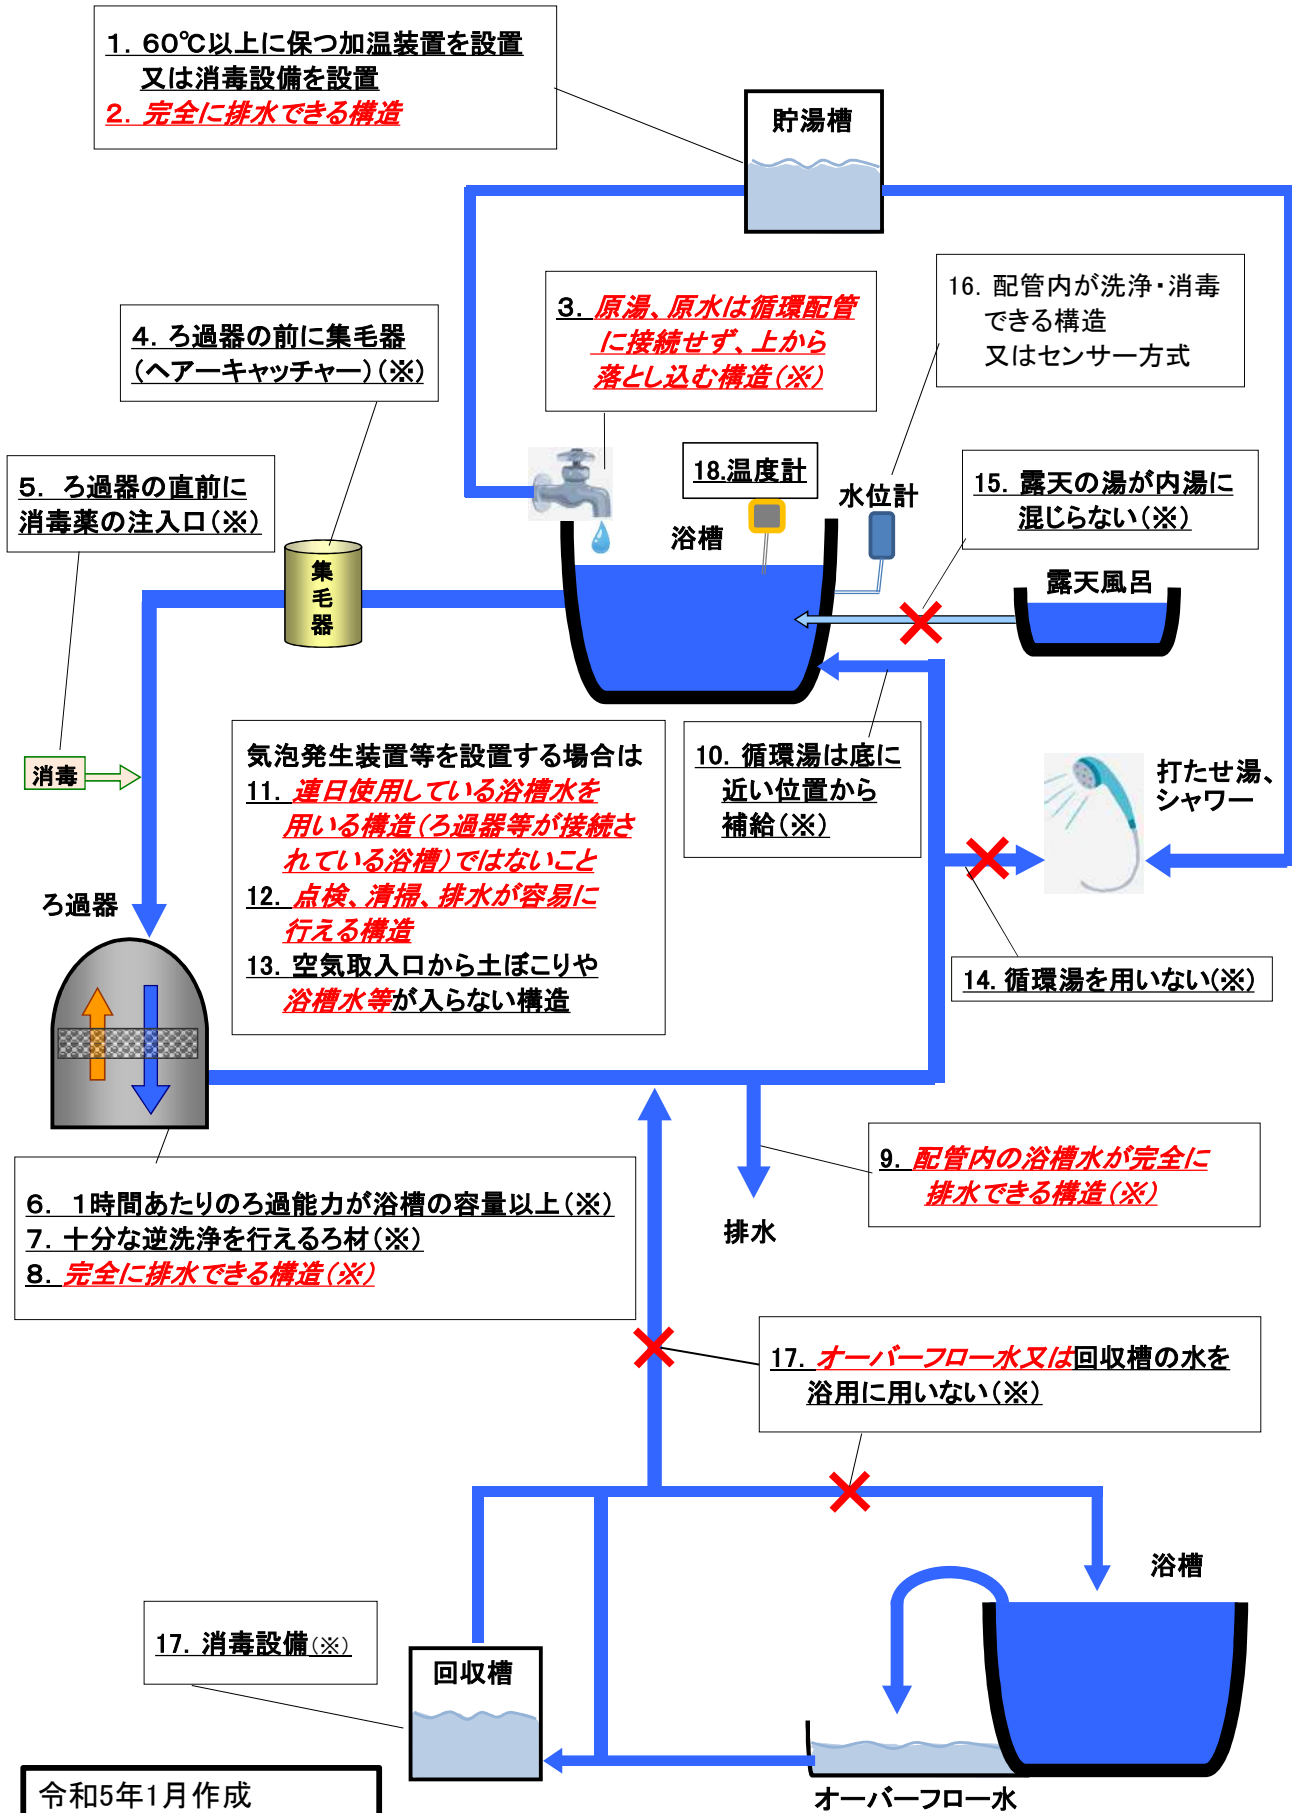 1. 60℃以上に保つ加温装置を設置
又は消毒設備を設置
2. 完全に排水できる構造
貯湯槽
3. 原湯、原水は循環配管
に接続せず、上から
落とし込む構造(※)
16. 配管内が洗浄・消毒
できる構造
又はセンサー方式
4. ろ過器の前に集毛器
(ヘアーキャッチャー)(※)
5. ろ過器の直前に
消毒薬の注入口(※)
18.温度計
水位計
浴槽
15. 露天の湯が内湯に
混じらない(※)
露天風呂
集
毛
器
消毒
気泡発生装置等を設置する場合は
11. 連日使用している浴槽水を
用いる構造(ろ過器等が接続さ
れている浴槽)ではないこと
12. 点検、清掃、排水が容易に
行える構造
13. 空気取入口から土ぼこりや
浴槽水等が入らない構造
10. 循環湯は底に
近い位置から
補給(※)
打たせ湯、
シャワー
ろ過器
14. 循環湯を用いない(※)
6. 1時間あたりのろ過能力が浴槽の容量以上(※)
7. 十分な逆洗浄を行えるろ材(※)
8. 完全に排水できる構造(※)
排水
9. 配管内の浴槽水が完全に
排水できる構造(※)
17. オーバーフロー水又は回収槽の水を
浴用に用いない(※)
浴槽
17. 消毒設備(※)
回収槽
オーバーフロー水
令和5年1月作成